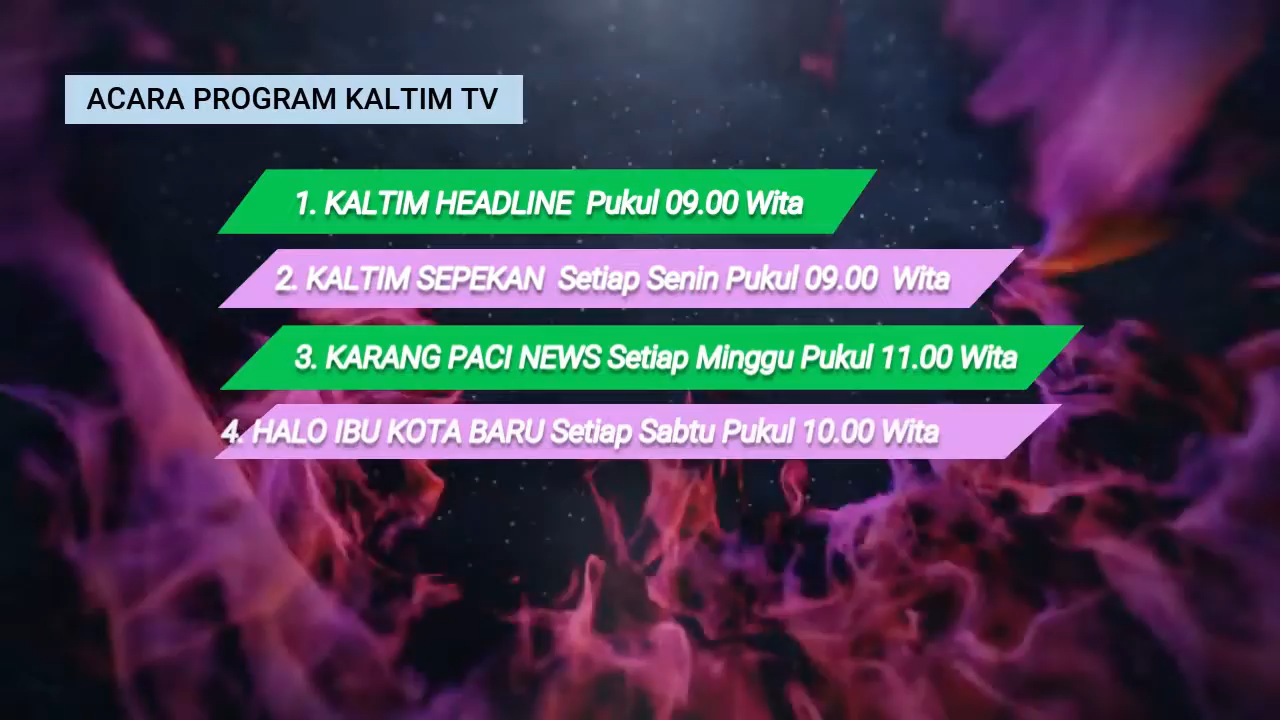 ACARA PROGRAM KALTIM TV
1. KALTIM HEADLINE Pukul 09.00 Wita
2. KALTIM SEPEKAN Setiap Senin Pukul 09.00 Wita
3. KARANG PACI NEWS Setiap Minggu Pukul 11.00 Wita
4. HALO IBU KOTA BARU Setiap Sabtu Pukul 10.00 Wita